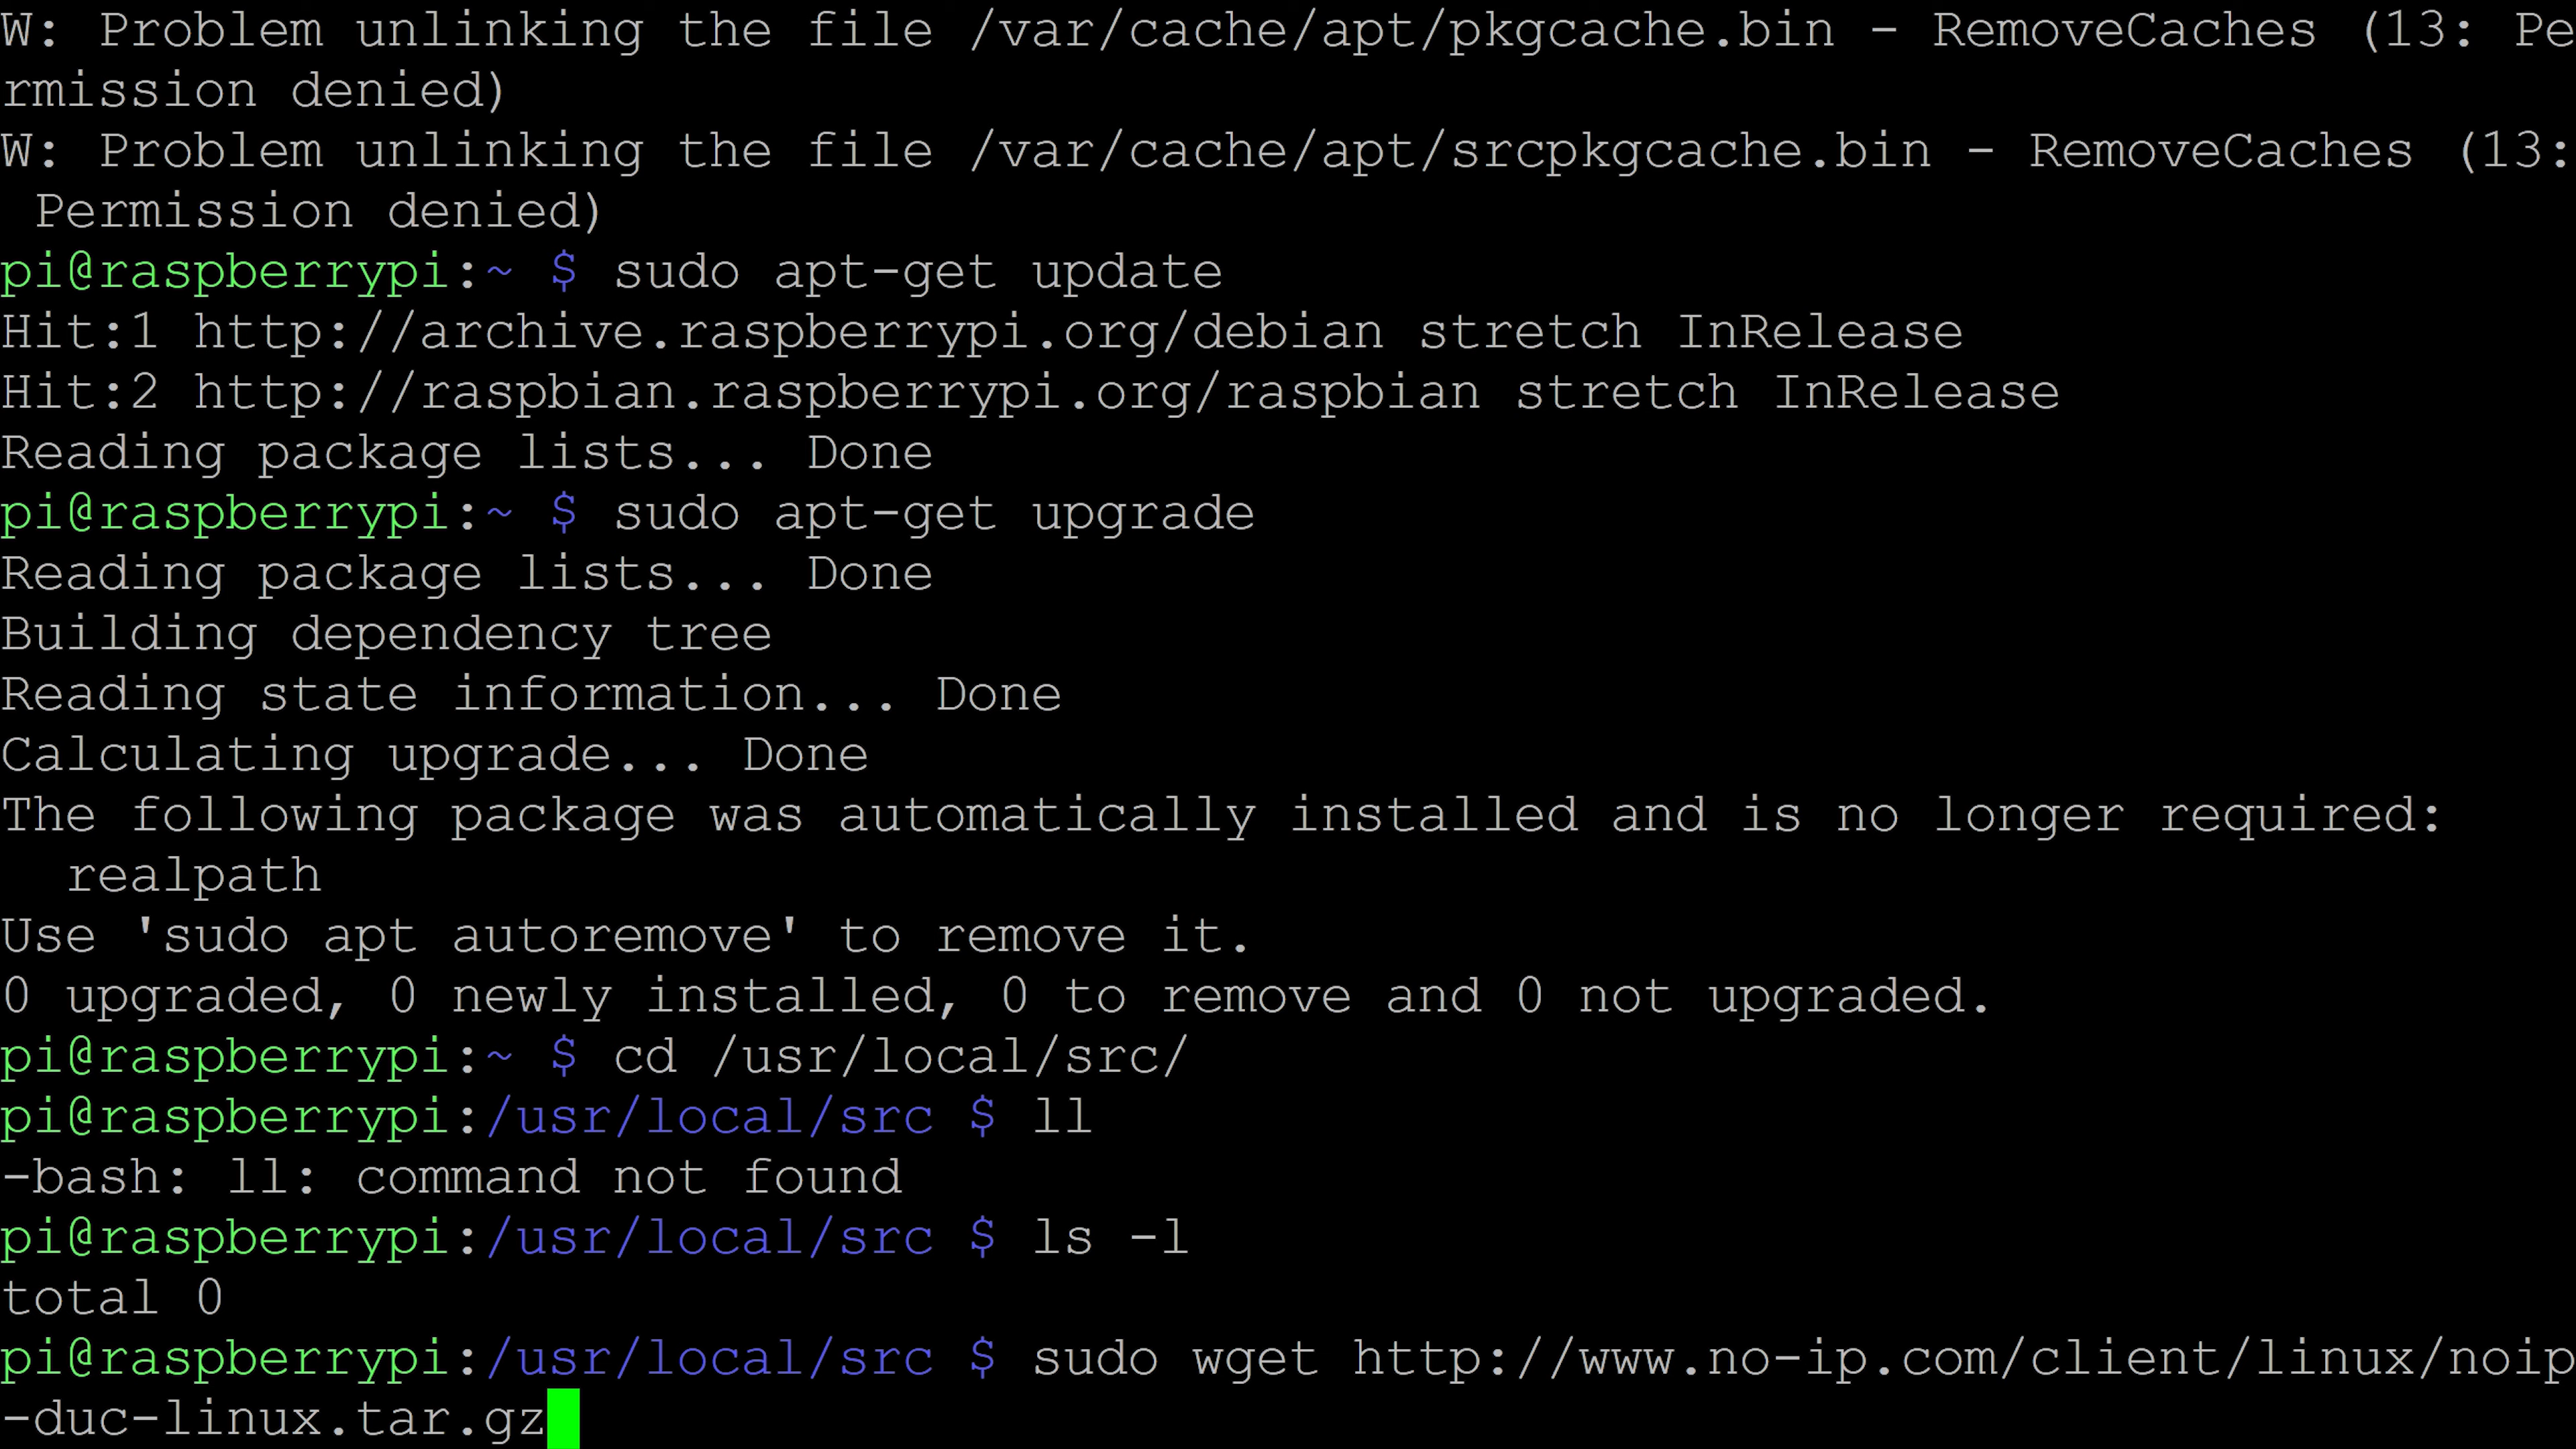 W: Problem unlinking the file /var/cache/apt/pkgcache.bin - RemoveCaches (13: Pe
rmission denied)
W: Problem unlinking the file /var/cache/apt/srcpkgcache.bin - RemoveCaches (13:
 Permission denied)
pi@raspberrypi:~ $ sudo apt-get update
Hit:1 http://archive.raspberrypi.org/debian stretch InRelease
Hit:2 http://raspbian.raspberrypi.org/raspbian stretch InRelease
Reading package lists... Done
pi@raspberrypi:~ $ sudo apt-get upgrade
Reading package lists... Done
Building dependency tree
Reading state information... Done
Calculating upgrade... Done
The following package was automatically installed and is no longer required:
  realpath
Use 'sudo apt autoremove' to remove it.
0 upgraded, 0 newly installed, 0 to remove and 0 not upgraded.
pi@raspberrypi:~ $ cd /usr/local/src/
pi@raspberrypi:/usr/local/src $ ll
-bash: ll: command not found
pi@raspberrypi:/usr/local/src $ ls -l
total 0
pi@raspberrypi:/usr/local/src $ sudo wget http://www.no-ip.com/client/linux/noip
-duc-linux.tar.gz